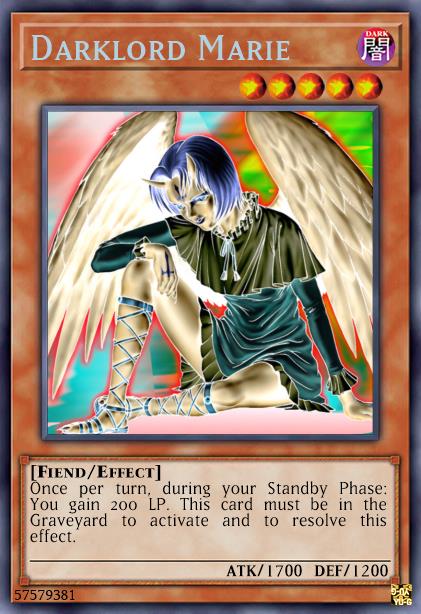 Darklord Marie
DARK
闇
[Fiend/Effect]
Once per turn, during your Standby Phase:
You gain 200 LP. This card must be in the
Graveyard to activate and to resolve this
effect.
ATK/1700 DEF/1200
57579381